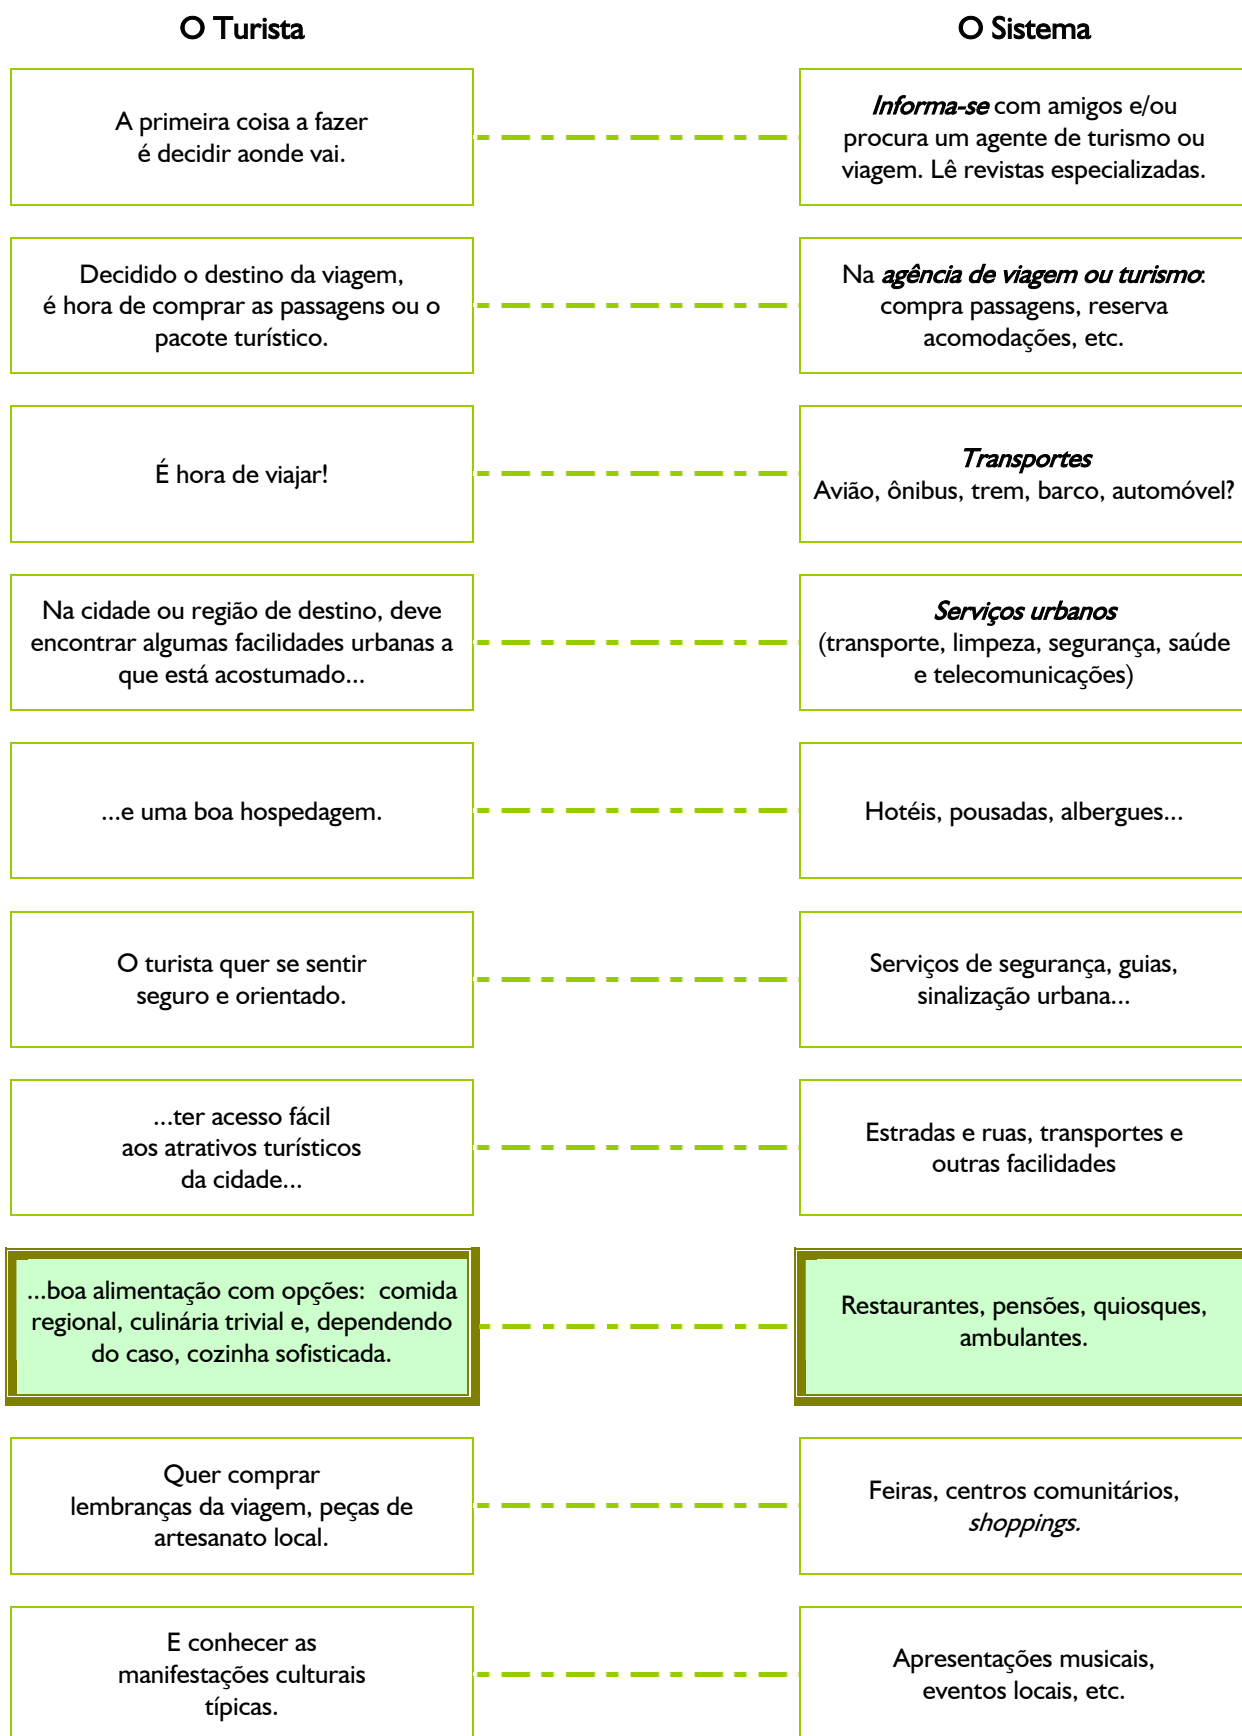 O Turista
O Sistema
A primeira coisa a fazer
é decidir aonde vai.
Informa-se com amigos e/ou
procura um agente de turismo ou
viagem. Lê revistas especializadas.
Decidido o destino da viagem,
é hora de comprar as passagens ou o
pacote turístico.
Na agência de viagem ou turismo:
compra passagens, reserva
acomodações, etc.
É hora de viajar!
Transportes
Avião, ônibus, trem, barco, automóvel?
Na cidade ou região de destino, deve
encontrar algumas facilidades urbanas a
que está acostumado...
Serviços urbanos
(transporte, limpeza, segurança, saúde
e telecomunicações)
...e uma boa hospedagem.
Hotéis, pousadas, albergues...
O turista quer se sentir
seguro e orientado.
Serviços de segurança, guias,
sinalização urbana...
...ter acesso fácil
aos atrativos turísticos
da cidade...
Estradas e ruas, transportes e
outras facilidades
...boa alimentação com opções:  comida
regional, culinária trivial e, dependendo
do caso, cozinha sofisticada.
Restaurantes, pensões, quiosques,
ambulantes.
Quer comprar
lembranças da viagem, peças de
artesanato local.
Feiras, centros comunitários,
shoppings.
E conhecer as
manifestações culturais
típicas.
Apresentações musicais,
eventos locais, etc.